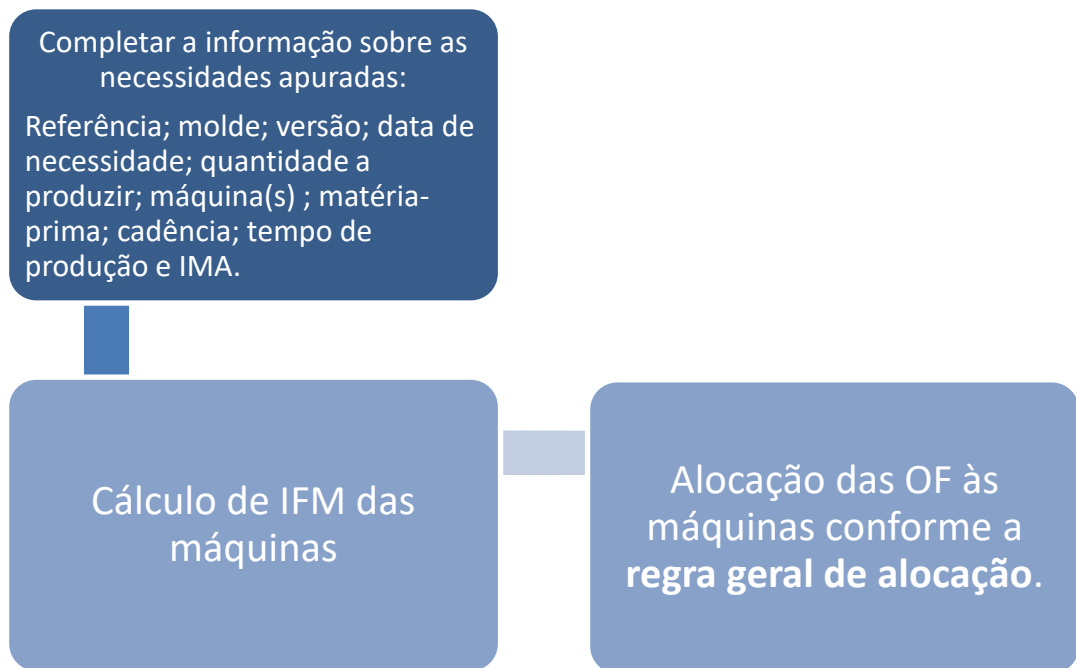 Completar a informação sobre as
necessidades apuradas:
Referência; molde; versão; data de
necessidade; quantidade a
produzir; máquina(s) ; matéria-
prima; cadência; tempo de
produção e IMA.
Cálculo de IFM das
máquinas
Alocação das OF às
máquinas conforme a
regra geral de alocação.